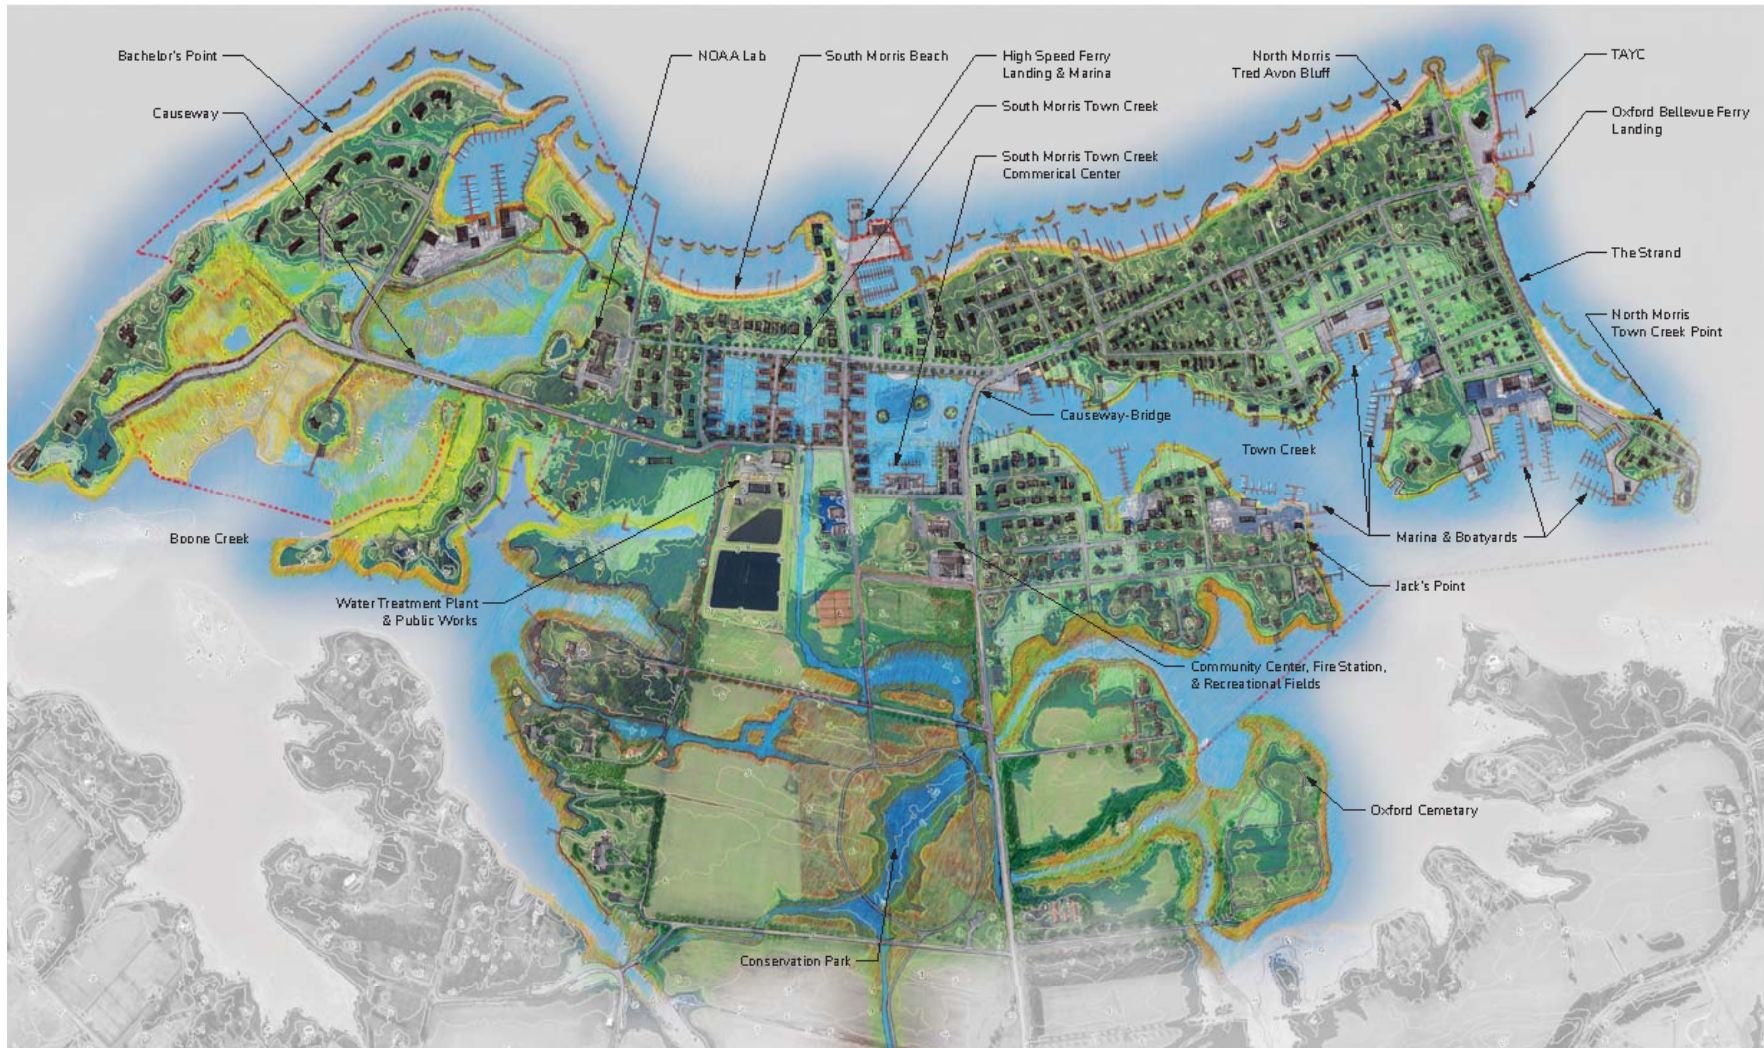 Bachelor's Point
Causeway
NOAA Lab
South Morris Beach
High Speed Ferry
Landing & Marina
South Morris Town Creek
South Morris Town Creek
Commerical Center
North Morris
Tred Avon Bluff
TAYC
Oxford Bellevue Ferry
Landing
The Strand
North Morris
Town Creek Point
Causeway-Bridge
Town Creek
Boone Creek
Marina & Boatyards
Jack's Point
Water Treatment Plant
& Public Works
Community Center, Fire Station,
& Recreational Fields
Oxford Cemetary
Conservation Park